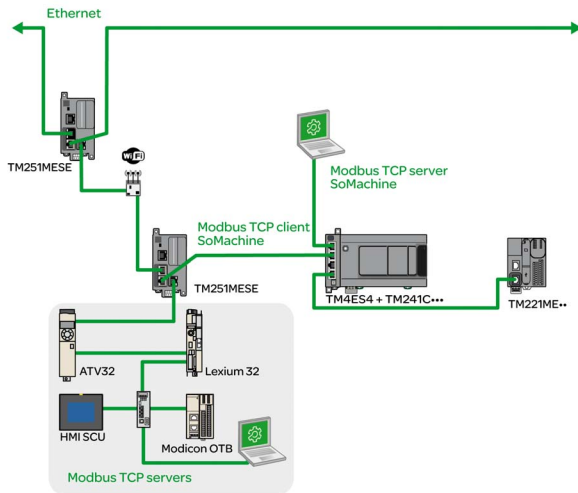 Ethernet
TM251MESE
WiFi
Modbus TCP server
SoMachine
Modbus TCP client
SoMachine
TM251MESE
TM4ES4 + TM241C•••
TM221ME••
ATV32
Lexium 32
HMI SCU
Modicon OTB
Modbus TCP servers